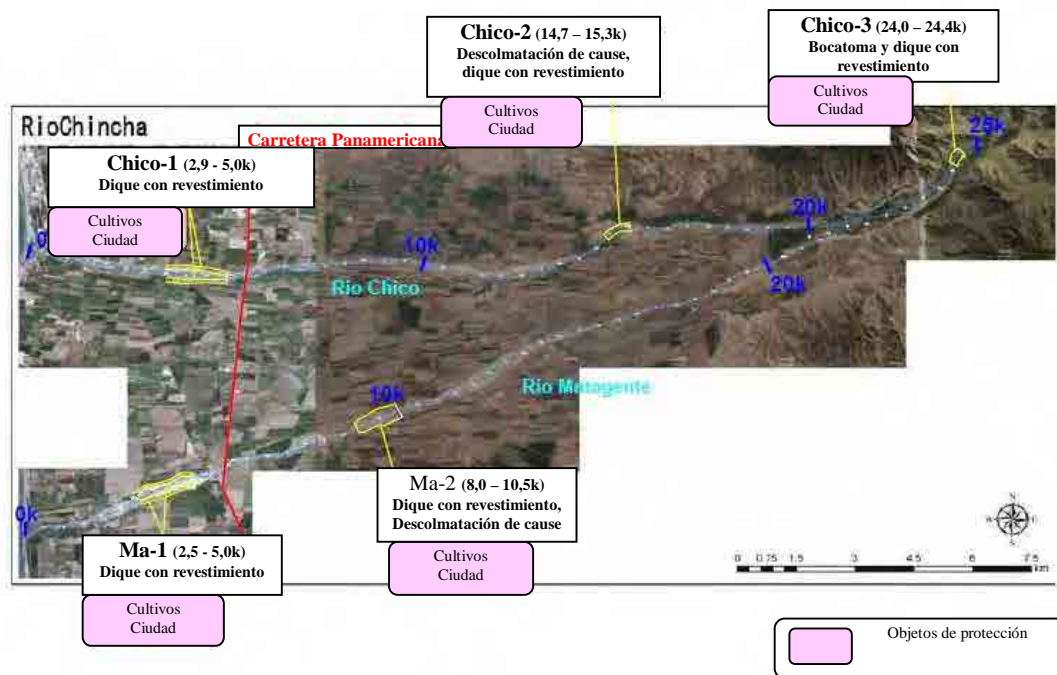 Chico-2 (14,7 – 15,3k)
Descolmatación de cause,
dique con revestimiento
Cultivos
Ciudad
Chico-3 (24,0 – 24,4k)
Bocatoma y dique con
revestimiento
Cultivos
Ciudad
RioChincha
Carretera Panamericana
Chico-1 (2,9 - 5,0k)
Dique con revestimiento
Cultivos
Ciudad
0
10k
20k
25k
Rio Chico
20k
Rio Matagente
10k
0k
Ma-2 (8,0 – 10,5k)
Dique con revestimiento,
Descolmatación de cause
Cultivos
Ciudad
Ma-1 (2,5 - 5,0k)
Dique con revestimiento
Cultivos
Ciudad
N
W E
S
0 0.75 1.5 3 4.5 6 7.5
km
Objetos de protección